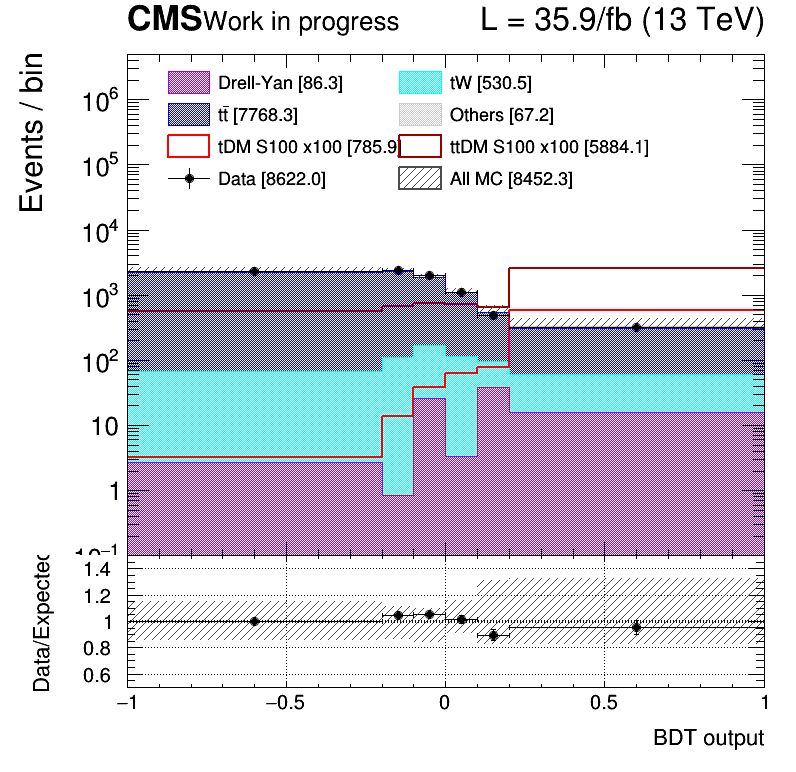 CMS Work in progress L = 35.9/fb (13 TeV)
Events / bin
Drell-Yan [86.3] tW [530.5]
tt̄ [7768.3] Others [67.2]
tDM S100 x100 [785.9] ttDM S100 x100 [5884.1]
Data [8622.0] All MC [8452.3]
10⁶
10⁵
10⁴
10³
10²
10
1
10⁻¹
Data/Expected
1.4
1.2
1
0.8
0.6
−1 −0.5 0 0.5 1
BDT output